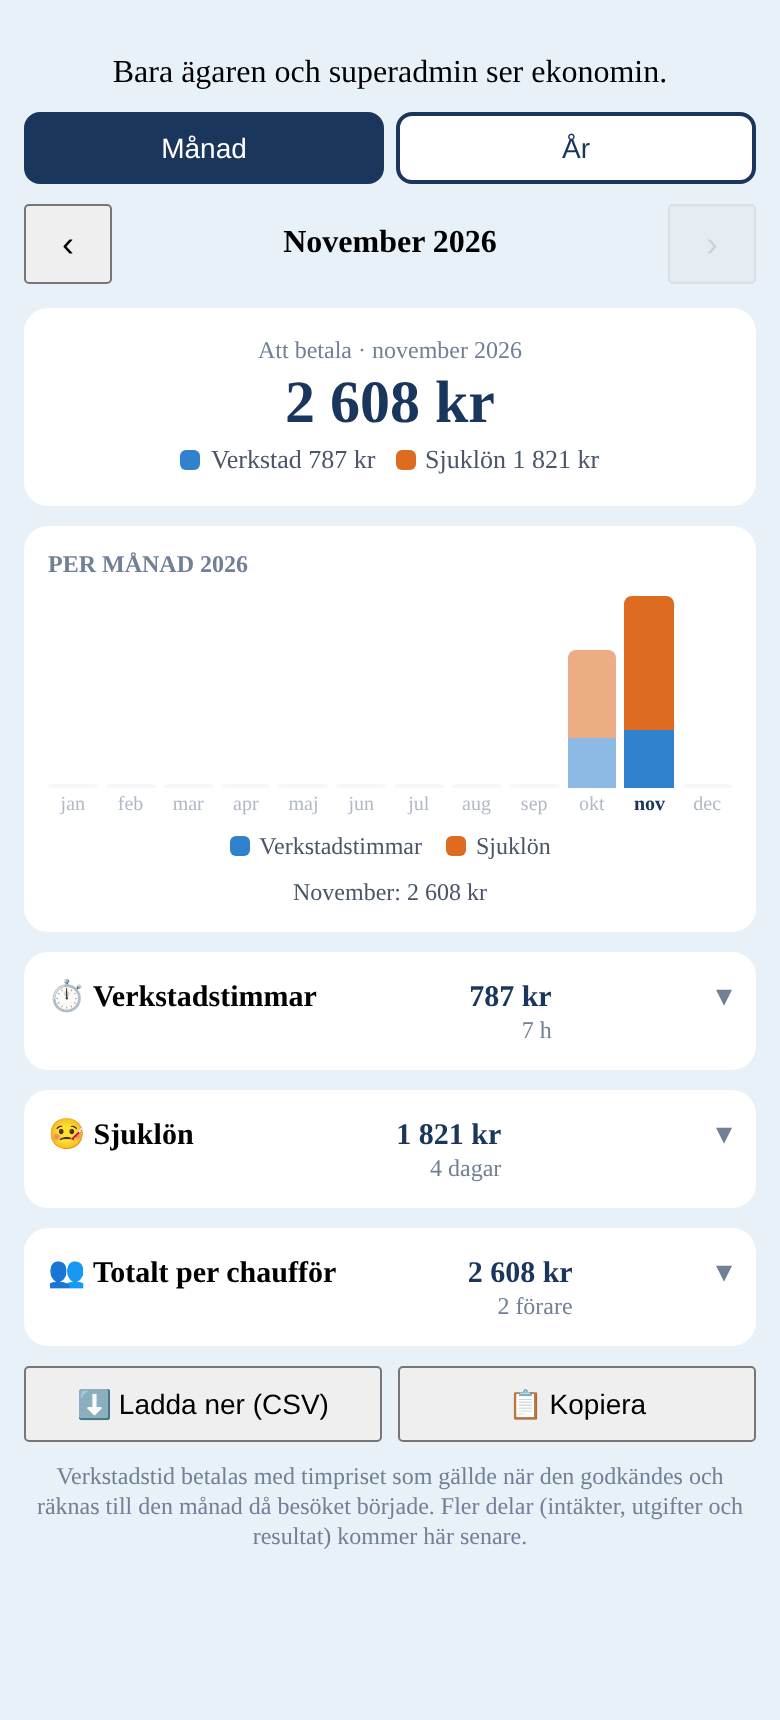 Bara ägaren och superadmin ser ekonomin.
Månad
År
‹
November 2026
›
Att betala · november 2026
2 608 kr
Verkstad 787 kr Sjuklön 1 821 kr
PER MÅNAD 2026
jan feb mar apr maj jun jul aug sep okt nov dec
Verkstadstimmar Sjuklön
November: 2 608 kr
⏱️ Verkstadstimmar 787 kr ▼
7 h
🤒 Sjuklön 1 821 kr ▼
4 dagar
👥 Totalt per chaufför 2 608 kr ▼
2 förare
⬇️ Ladda ner (CSV)
📋 Kopiera
Verkstadstid betalas med timpriset som gällde när den godkändes och
räknas till den månad då besöket började. Fler delar (intäkter, utgifter och
resultat) kommer här senare.